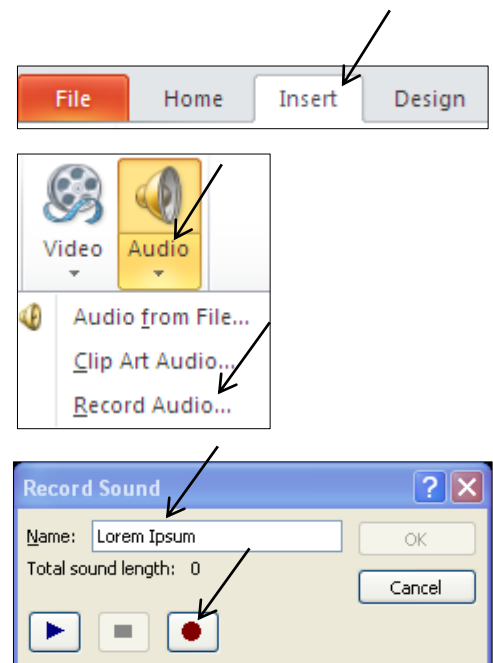 File Home Insert Design
Video Audio
Audio from File...
Clip Art Audio...
Record Audio...
Record Sound
Name: Lorem Ipsum OK
Total sound length: 0
Cancel